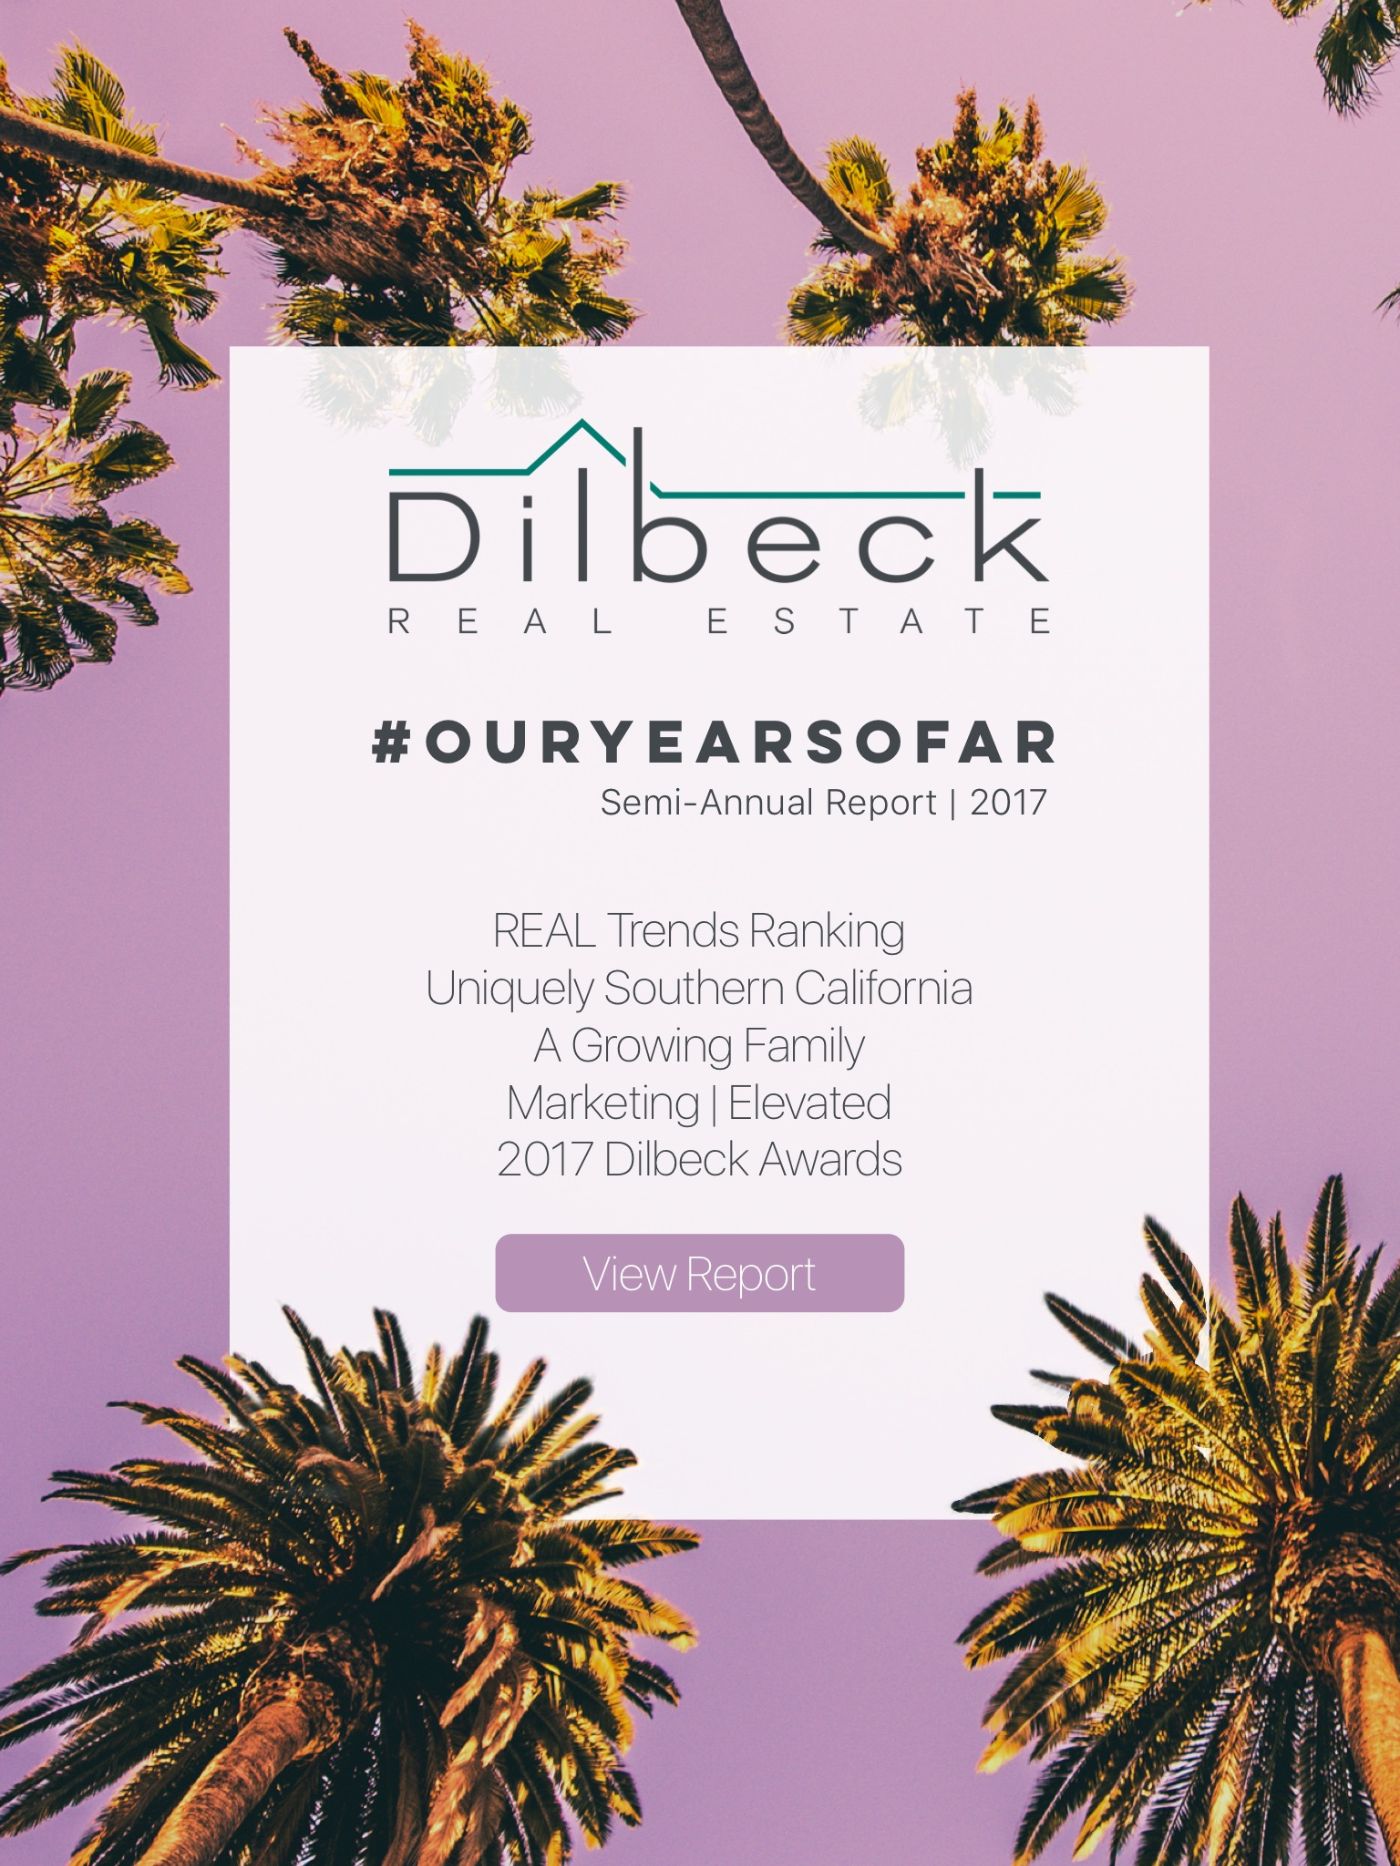 Dilbeck
REAL ESTATE
#OURYEARSOFAR
Semi-Annual Report | 2017
REAL Trends Ranking
Uniquely Southern California
A Growing Family
Marketing | Elevated
2017 Dilbeck Awards
View Report